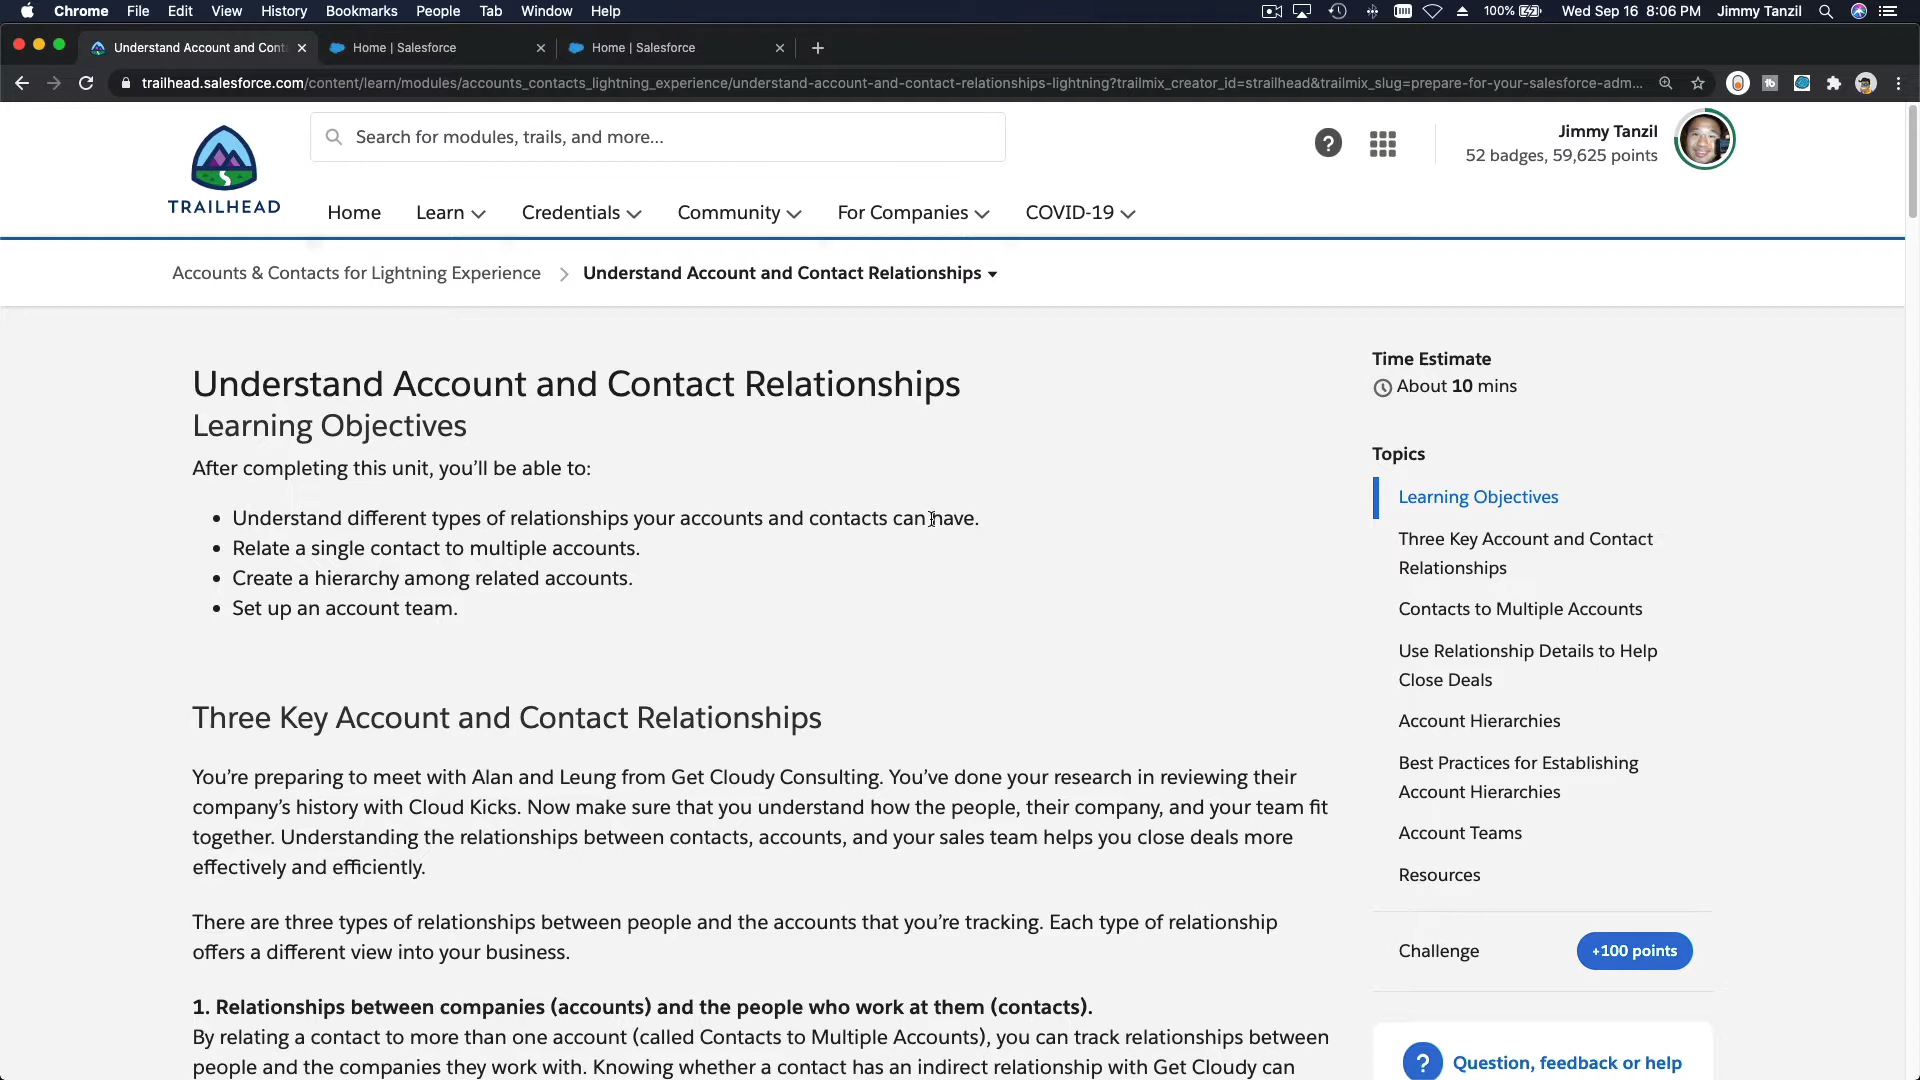 Chrome File Edit View History Bookmarks People Tab Window Help 100% Wed Sep 16 8:06 PM Jimmy Tanzil
Understand Account and Cont Home | Salesforce Home | Salesforce
trailhead.salesforce.com/content/learn/modules/accounts_contacts_lightning_experience/understand-account-and-contact-relationships-lightning?trailmix_creator_id=strailhead&trailmix_slug=prepare-for-your-salesforce-adm...
TRAILHEAD
Search for modules, trails, and more...
?
Jimmy Tanzil
52 badges, 59,625 points
Home Learn Credentials Community For Companies COVID-19
Accounts & Contacts for Lightning Experience > Understand Account and Contact Relationships
Understand Account and Contact Relationships
Learning Objectives
After completing this unit, you'll be able to:
• Understand different types of relationships your accounts and contacts can have.
• Relate a single contact to multiple accounts.
• Create a hierarchy among related accounts.
• Set up an account team.
Three Key Account and Contact Relationships
You're preparing to meet with Alan and Leung from Get Cloudy Consulting. You've done your research in reviewing their
company's history with Cloud Kicks. Now make sure that you understand how the people, their company, and your team fit
together. Understanding the relationships between contacts, accounts, and your sales team helps you close deals more
effectively and efficiently.
There are three types of relationships between people and the accounts that you're tracking. Each type of relationship
offers a different view into your business.
1. Relationships between companies (accounts) and the people who work at them (contacts).
By relating a contact to more than one account (called Contacts to Multiple Accounts), you can track relationships between
people and the companies they work with. Knowing whether a contact has an indirect relationship with Get Cloudy can
Time Estimate
About 10 mins
Topics
Learning Objectives
Three Key Account and Contact
Relationships
Contacts to Multiple Accounts
Use Relationship Details to Help
Close Deals
Account Hierarchies
Best Practices for Establishing
Account Hierarchies
Account Teams
Resources
Challenge +100 points
? Question, feedback or help